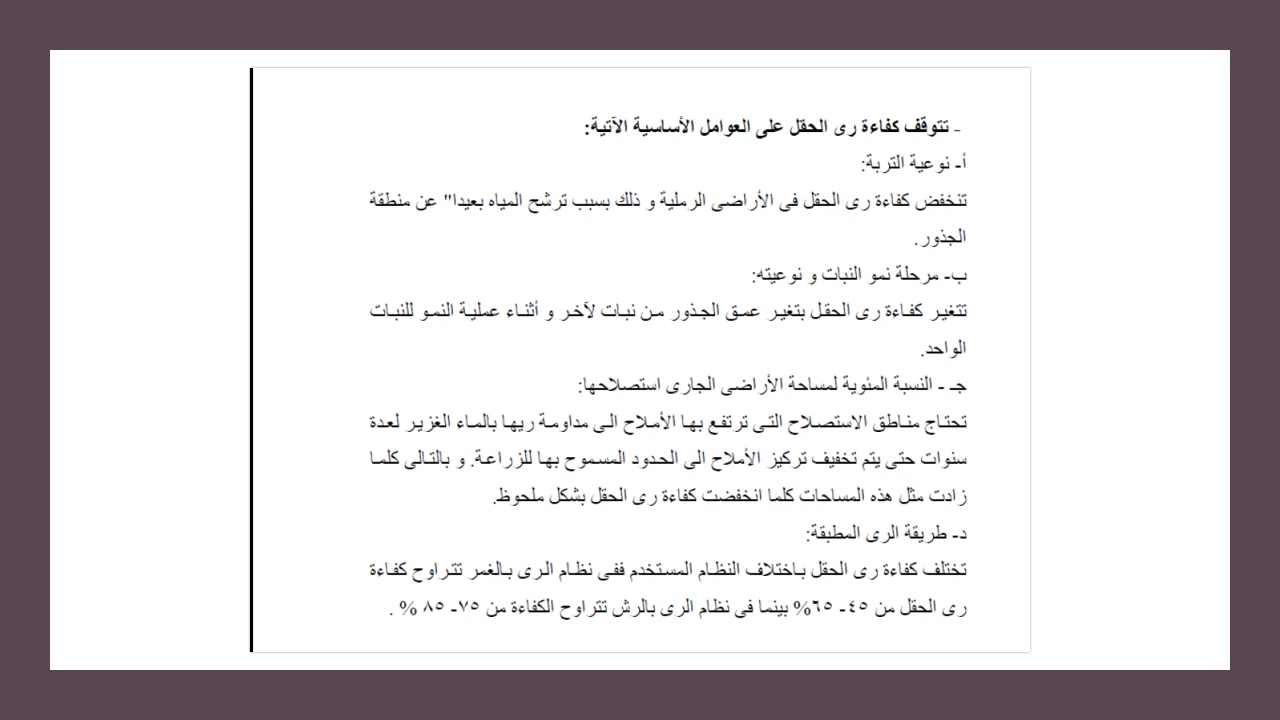 - تتوقف كفاءة رى الحقل على العوامل الأساسية الآتية:
أ- نوعية التربة:
تنخفض كفاءة رى الحقل فى الأراضى الرملية و ذلك بسبب ترشح المياه بعيدا" عن منطقة
الجذور.
ب- مرحلة نمو النبات و نوعيته:
تتغير كفاءة رى الحقل بتغير عمق الجذور من نبات لآخر و أثناء عملية النمو للنبات
الواحد.
جـ - النسبة المئوية لمساحة الأراضى الجارى استصلاحها:
تحتاج مناطق الاستصلاح التى ترتفع بها الأملاح الى مداومة ريها بالماء الغزير لعدة
سنوات حتى يتم تخفيف تركيز الأملاح الى الحدود المسموح بها للزراعة. و بالتالى كلما
زادت مثل هذه المساحات كلما انخفضت كفاءة رى الحقل بشكل ملحوظ.
د- طريقة الرى المطبقة:
تختلف كفاءة رى الحقل باختلاف النظام المستخدم ففى نظام الرى بالغمر تتراوح كفاءة
رى الحقل من ٤٥- ٦٥% بينما فى نظام الرى بالرش تتراوح الكفاءة من ٧٥- ٨٥ % .